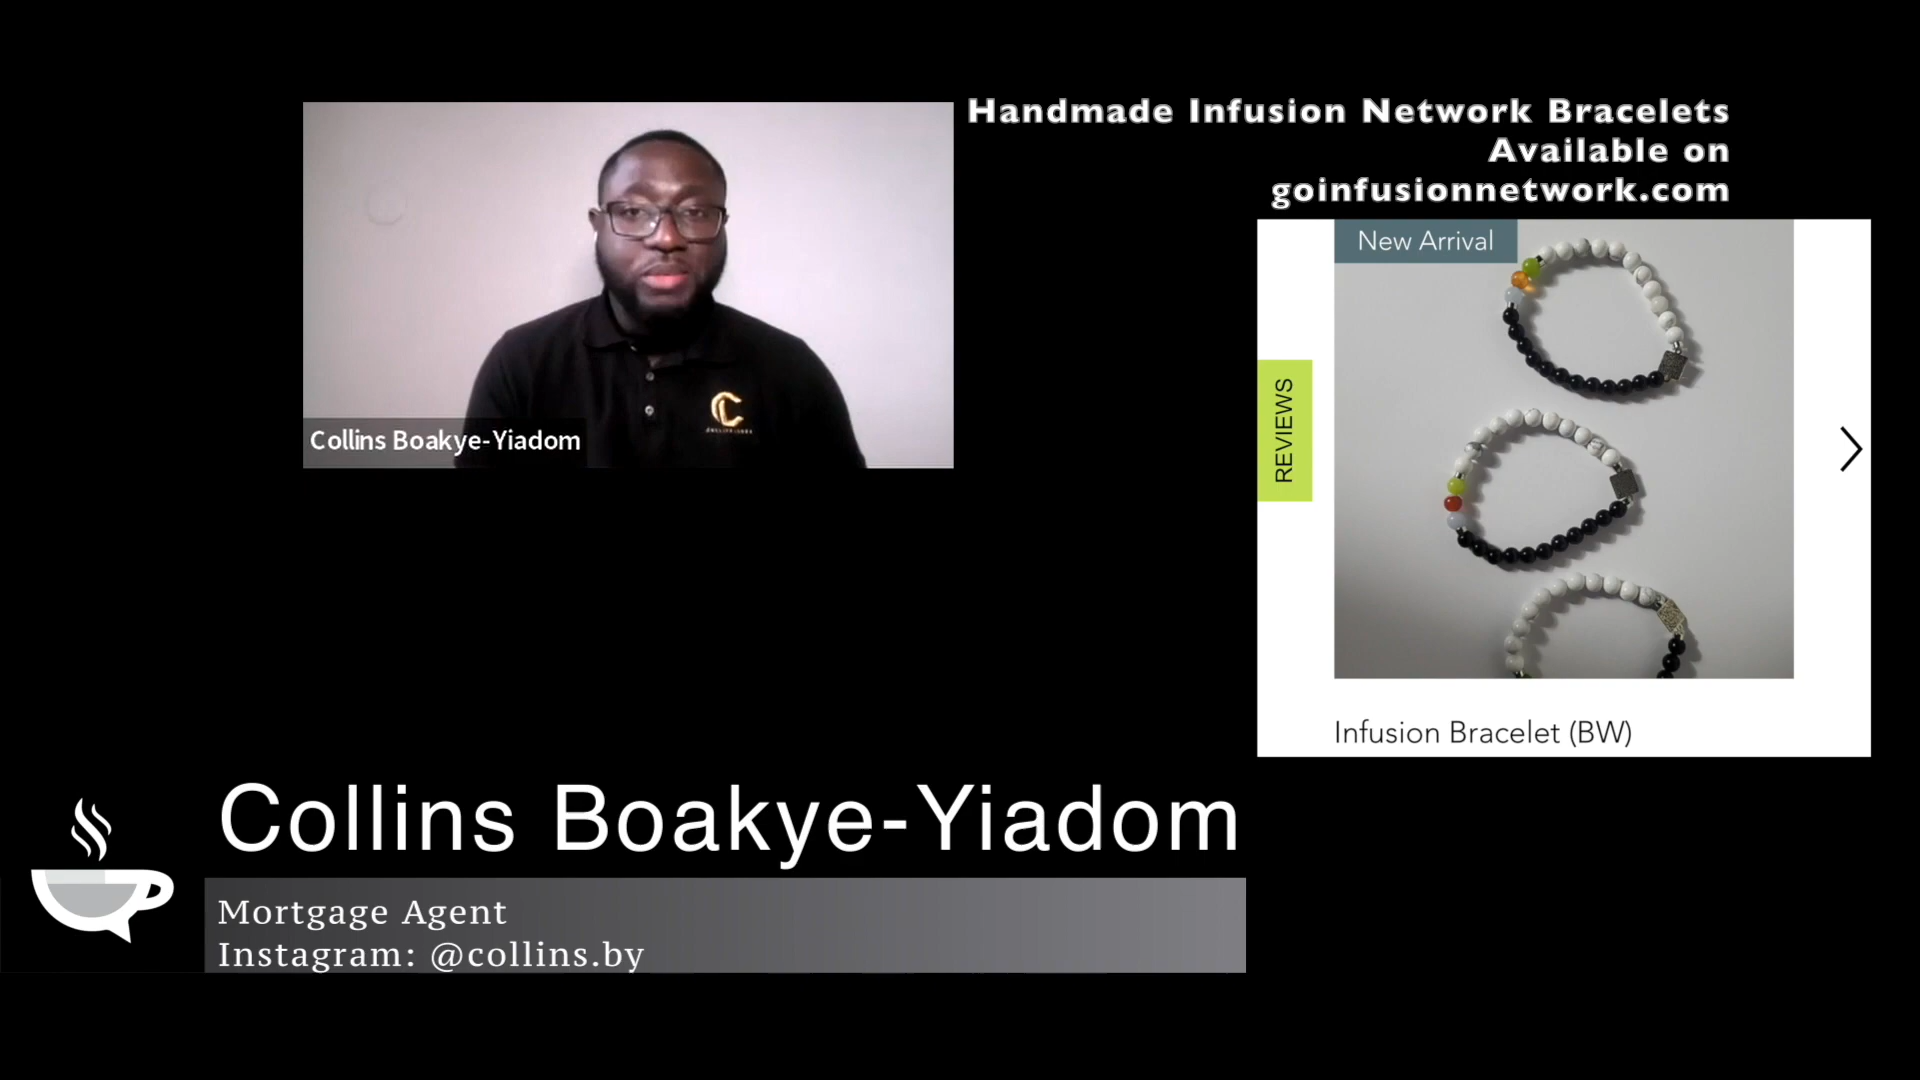 Handmade Infusion Network Bracelets
Available on
goinfusionnetwork.com
New Arrival
REVIEWS
Collins Boakye-Yiadom
Infusion Bracelet (BW)
Collins Boakye-Yiadom
Mortgage Agent
Instagram: @collins.by